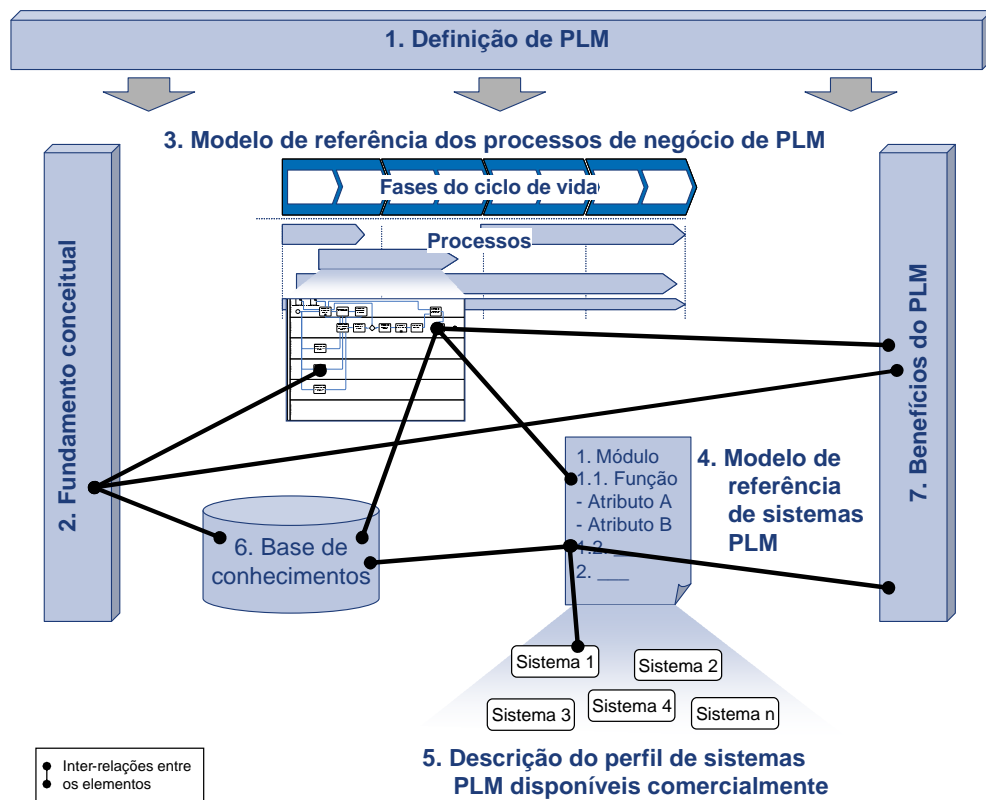 1. Definição de PLM
3. Modelo de referência dos processos de negócio de PLM
Fases do ciclo de vida
Processos
2. Fundamento conceitual
7. Benefícios do PLM
1. Módulo
1.1. Função
- Atributo A
- Atributo B
1.2. __
2. ___
4. Modelo de
referência
de sistemas
PLM
6. Base de
conhecimentos
Sistema 1
Sistema 2
Sistema 3
Sistema 4
Sistema n
5. Descrição do perfil de sistemas
PLM disponíveis comercialmente
Inter-relações entre
os elementos